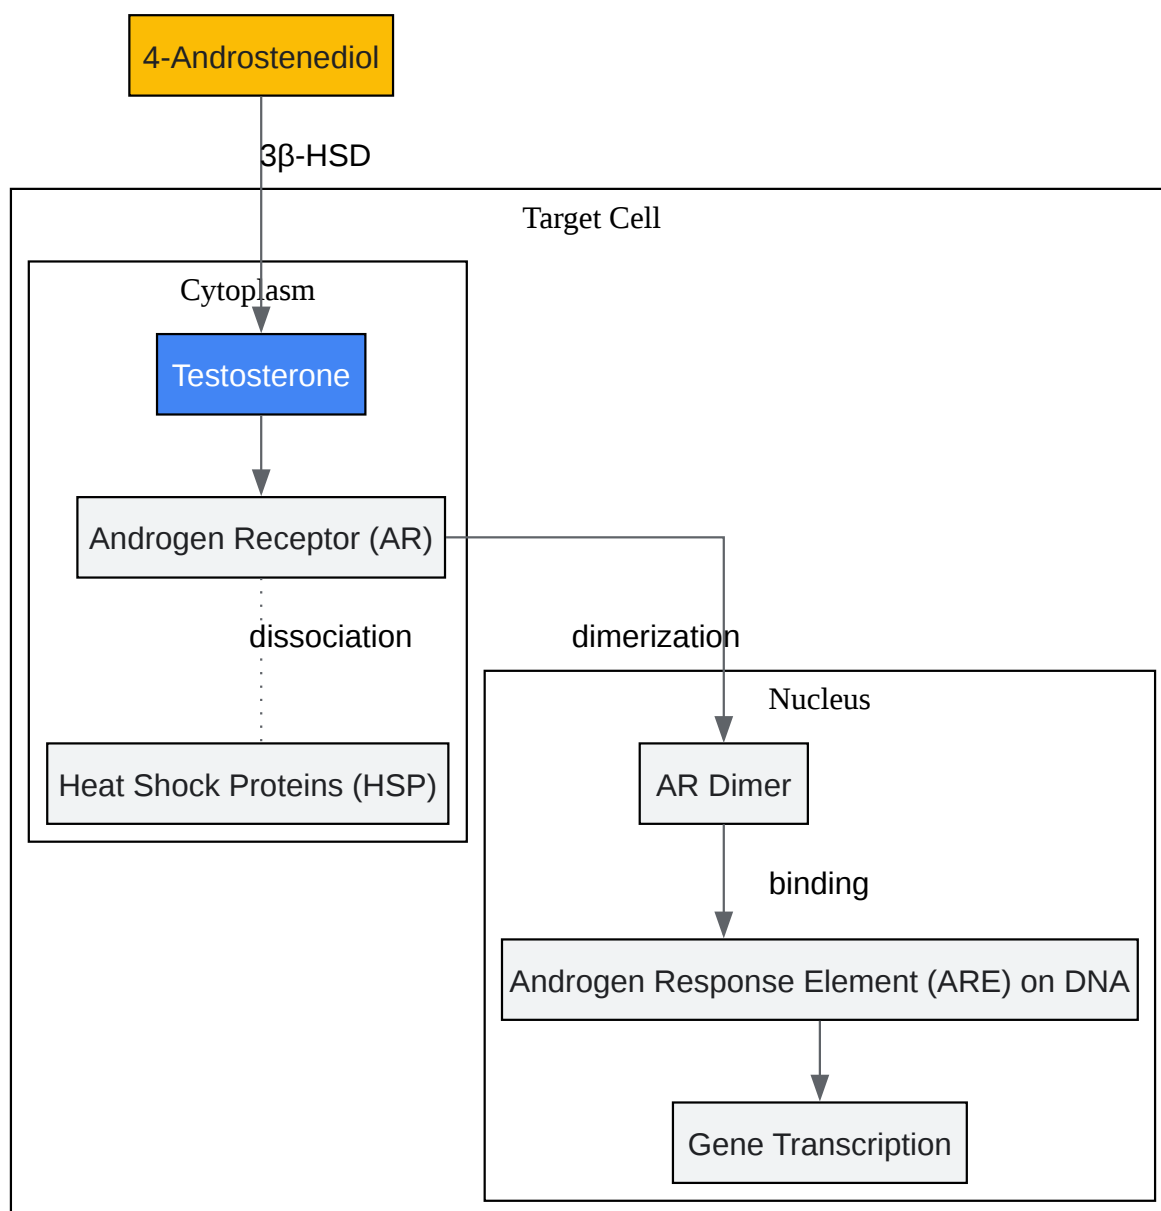 4-Androstenediol
3β-HSD
Target Cell
Cytoplasm
Testosterone
Androgen Receptor (AR)
dissociation
dimerization
Nucleus
Heat Shock Proteins (HSP)
AR Dimer
binding
Androgen Response Element (ARE) on DNA
Gene Transcription